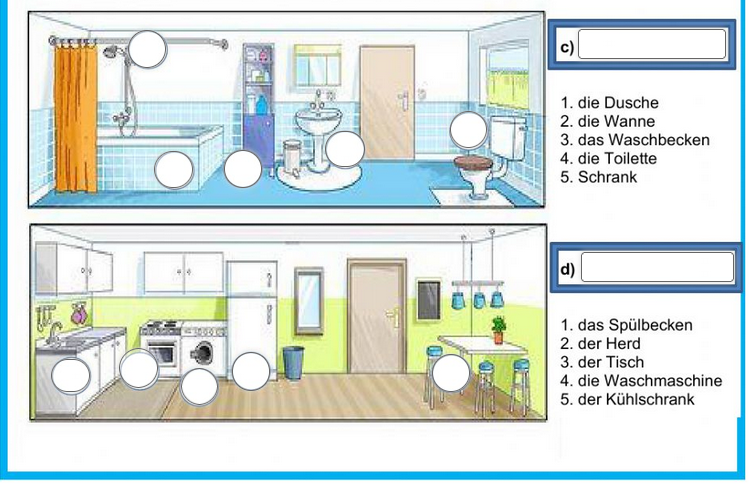 c)
1. die Dusche
2. die Wanne
3. das Waschbecken
4. die Toilette
5. Schrank
d)
1. das Spülbecken
2. der Herd
3. der Tisch
4. die Waschmaschine
5. der Kühlschrank